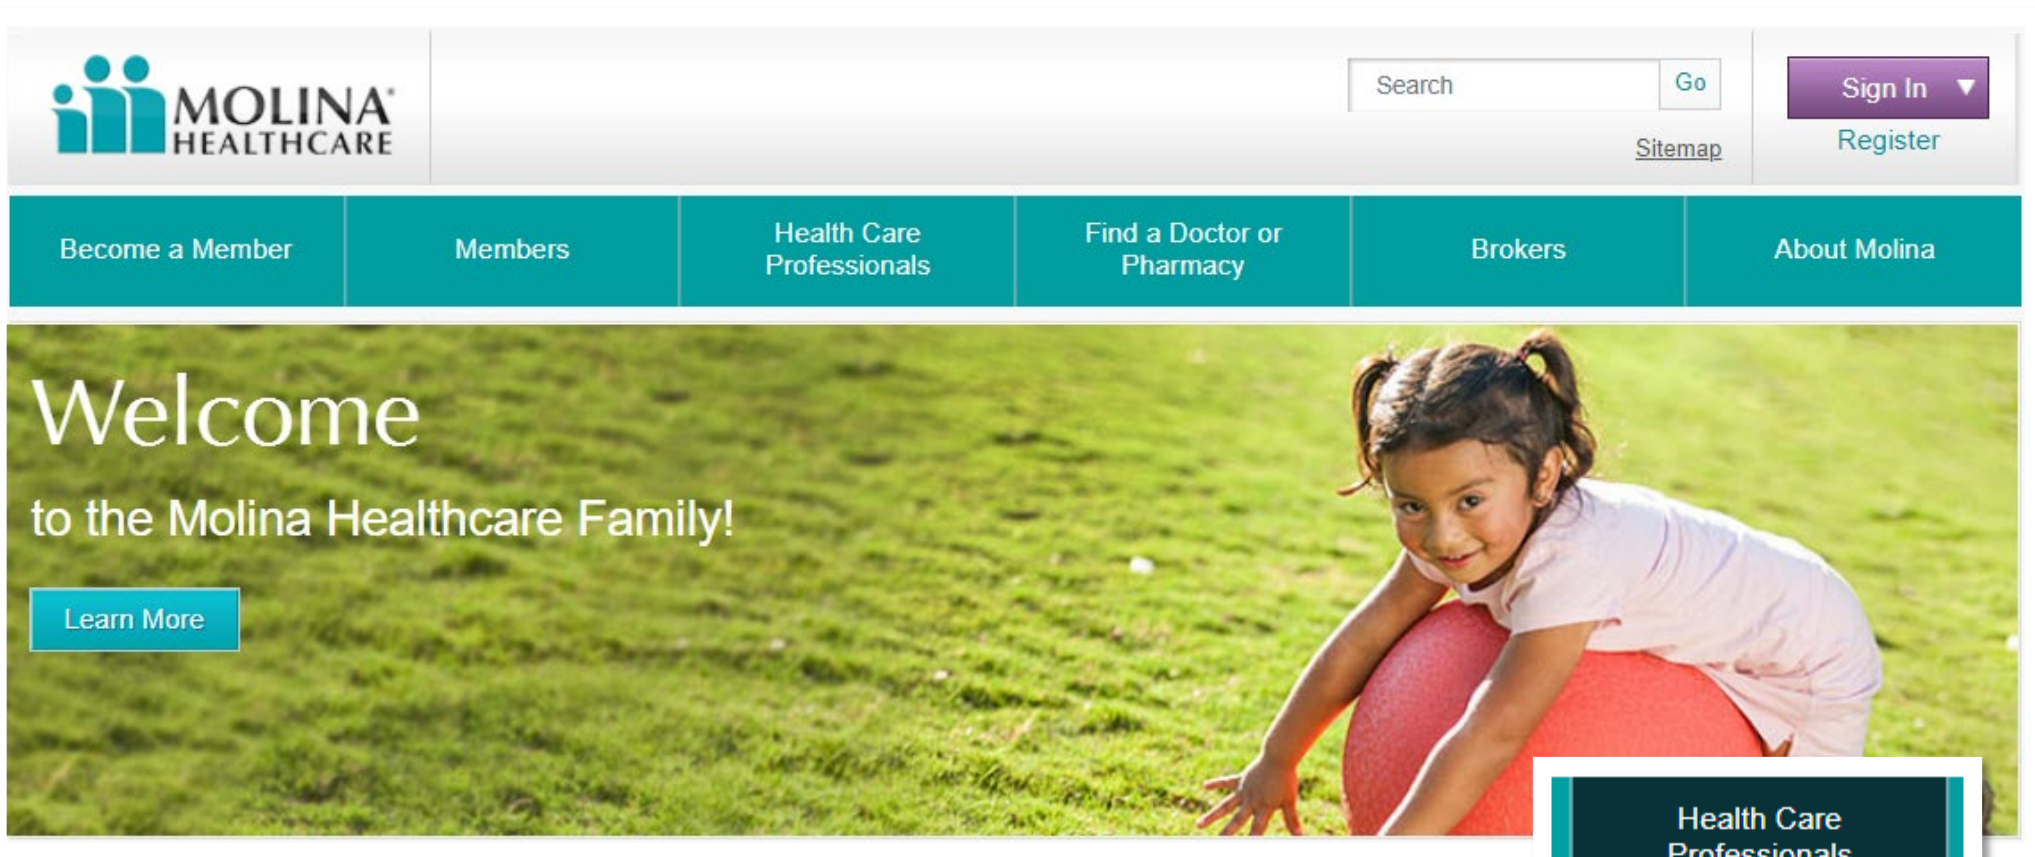 MOLINA
HEALTHCARE
Search
Go
Sign In
Sitemap
Register
Become a Member
Members
Health Care
Professionals
Find a Doctor or
Pharmacy
Brokers
About Molina
Welcome
to the Molina Healthcare Family!
Learn More
Health Care
Professionals